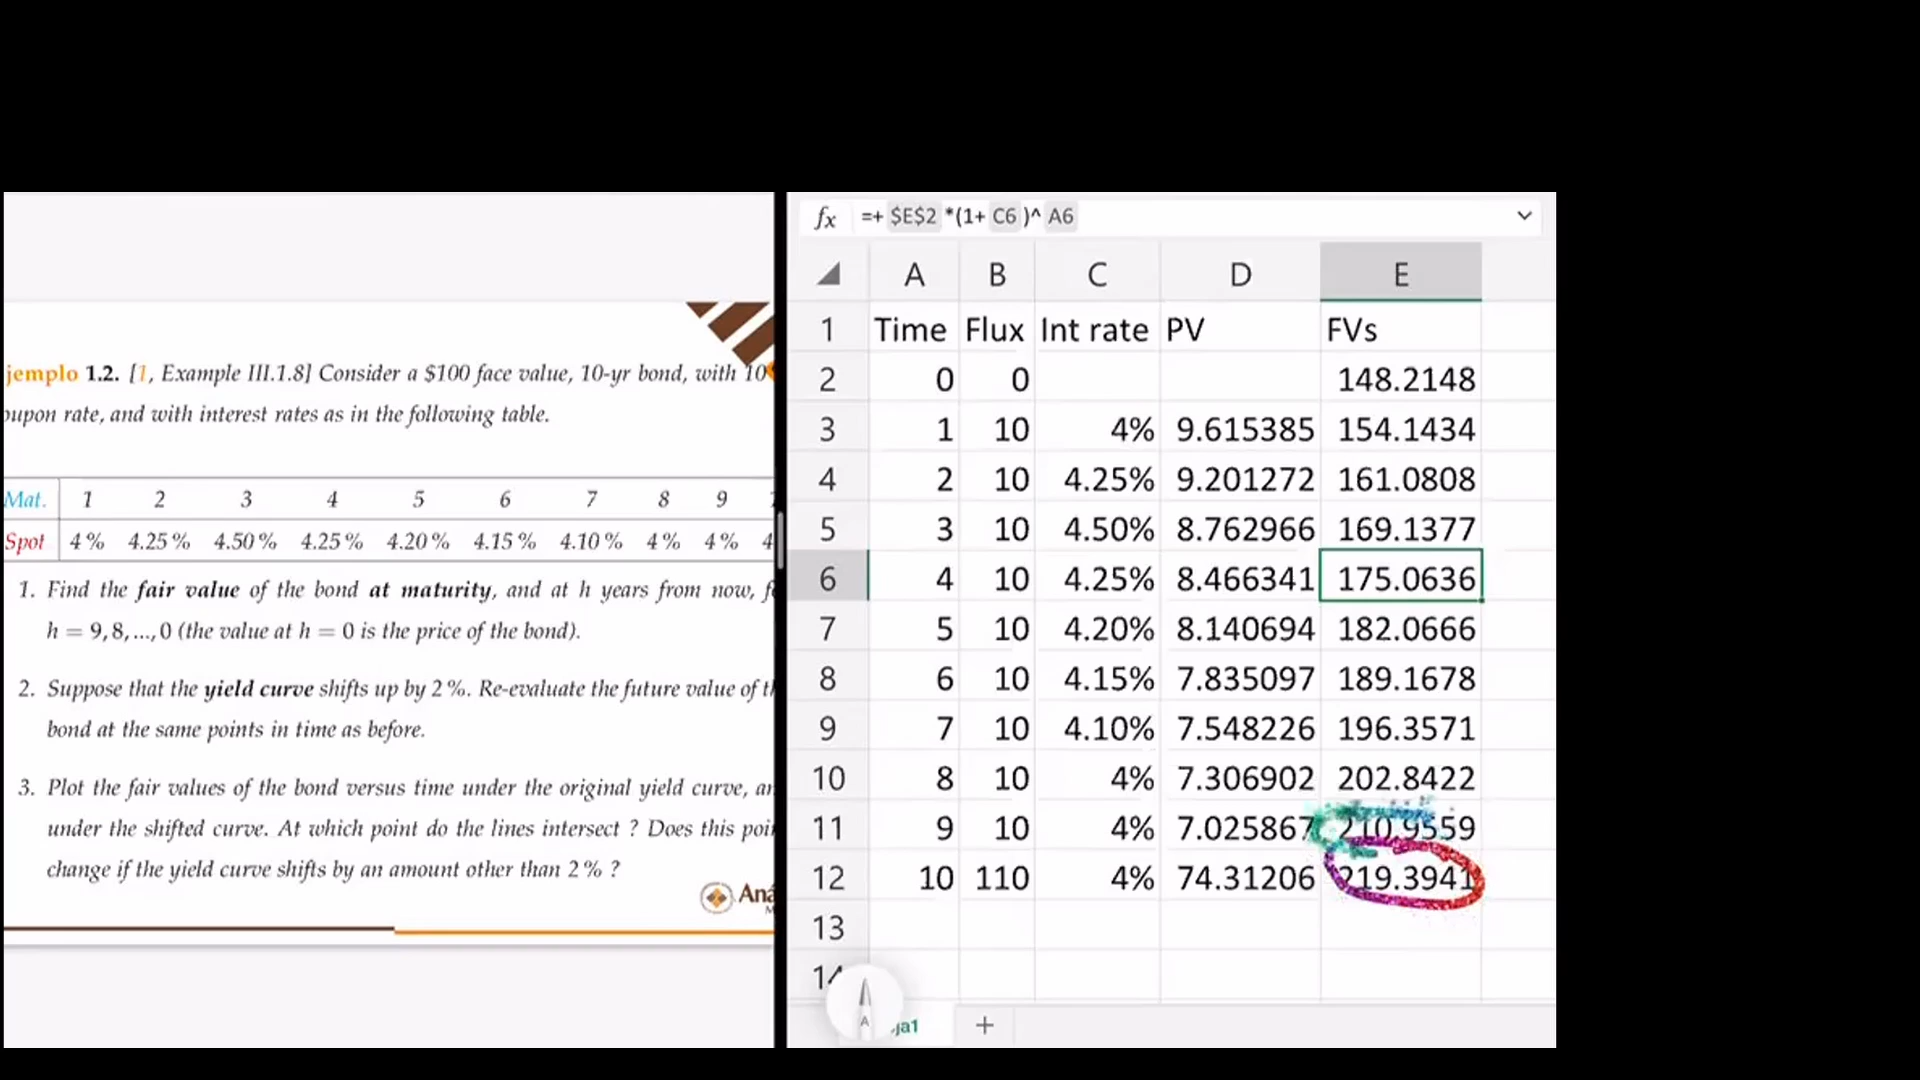 jemplo 1.2. [1, Example III.1.8] Consider a $100 face value, 10-yr bond, with 10
oupon rate, and with interest rates as in the following table.
Mat. 1 2 3 4 5 6 7 8 9
Spot 4 % 4.25 % 4.50 % 4.25 % 4.20 % 4.15 % 4.10 % 4 % 4 % 4
1. Find the fair value of the bond at maturity, and at h years from now, f
h = 9, 8, ..., 0 (the value at h = 0 is the price of the bond).
2. Suppose that the yield curve shifts up by 2 %. Re-evaluate the future value of t
bond at the same points in time as before.
3. Plot the fair values of the bond versus time under the original yield curve, a
under the shifted curve. At which point do the lines intersect ? Does this poi
change if the yield curve shifts by an amount other than 2 % ?
Aná
M
fx =+ $E$2 *(1+ C6 )^ A6
A B C D E
1 Time Flux Int rate PV FVs
2 0 0 148.2148
3 1 10 4% 9.615385 154.1434
4 2 10 4.25% 9.201272 161.0808
5 3 10 4.50% 8.762966 169.1377
6 4 10 4.25% 8.466341 175.0636
7 5 10 4.20% 8.140694 182.0666
8 6 10 4.15% 7.835097 189.1678
9 7 10 4.10% 7.548226 196.3571
10 8 10 4% 7.306902 202.8422
11 9 10 4% 7.025867 210.9559
12 10 110 4% 74.31206 219.3941
13
14
A
ja1 +